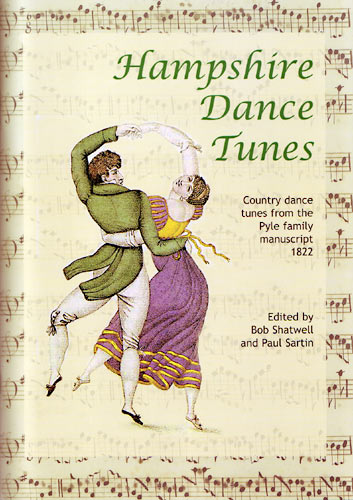 Hampshire
Dance
Tunes
Country dance
tunes from the
Pyle family
manuscript
1822
Edited by
Bob Shatwell
and Paul Sartin